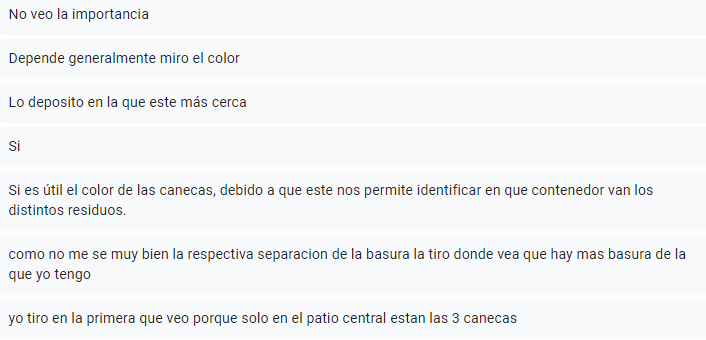 No veo la importancia
Depende generalmente miro el color
Lo deposito en la que este más cerca
Si
Si es útil el color de las canecas, debido a que este nos permite identificar en que contenedor van los
distintos residuos.
como no me se muy bien la respectiva separacion de la basura la tiro donde vea que hay mas basura de la
que yo tengo
yo tiro en la primera que veo porque solo en el patio central estan las 3 canecas